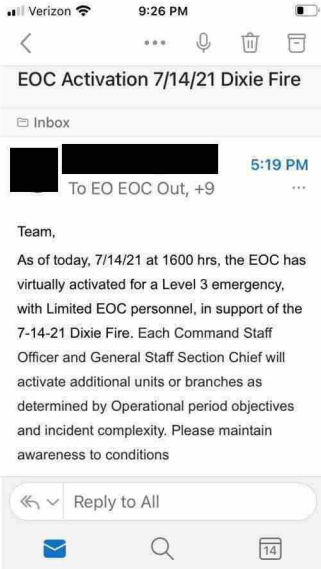 Verizon 9:26 PM
EOC Activation 7/14/21 Dixie Fire
Inbox
5:19 PM
To EO EOC Out, +9
Team,
As of today, 7/14/21 at 1600 hrs, the EOC has
virtually activated for a Level 3 emergency,
with Limited EOC personnel, in support of the
7-14-21 Dixie Fire. Each Command Staff
Officer and General Staff Section Chief will
activate additional units or branches as
determined by Operational period objectives
and incident complexity. Please maintain
awareness to conditions
Reply to All
14